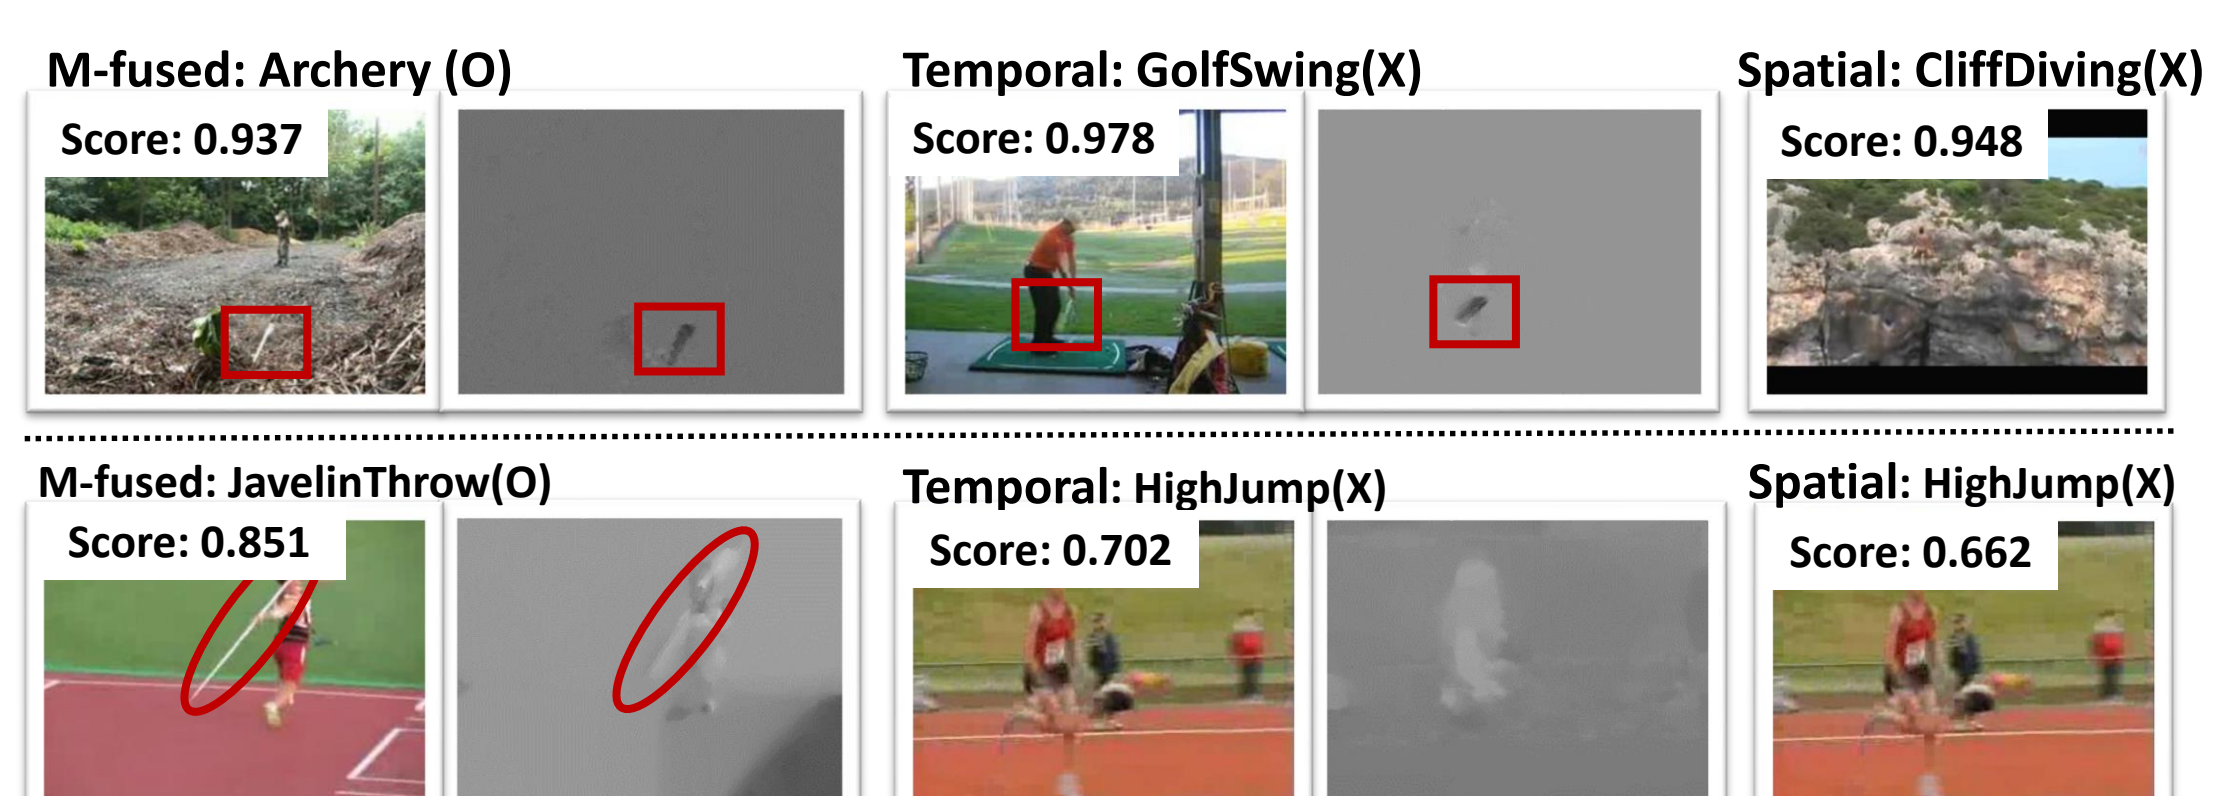 M-fused: Archery (O)
Temporal: GolfSwing(X)
Spatial: CliffDiving(X)
Score: 0.937
Score: 0.978
Score: 0.948
M-fused: JavelinThrow(O)
Temporal: HighJump(X)
Spatial: HighJump(X)
Score: 0.851
Score: 0.702
Score: 0.662